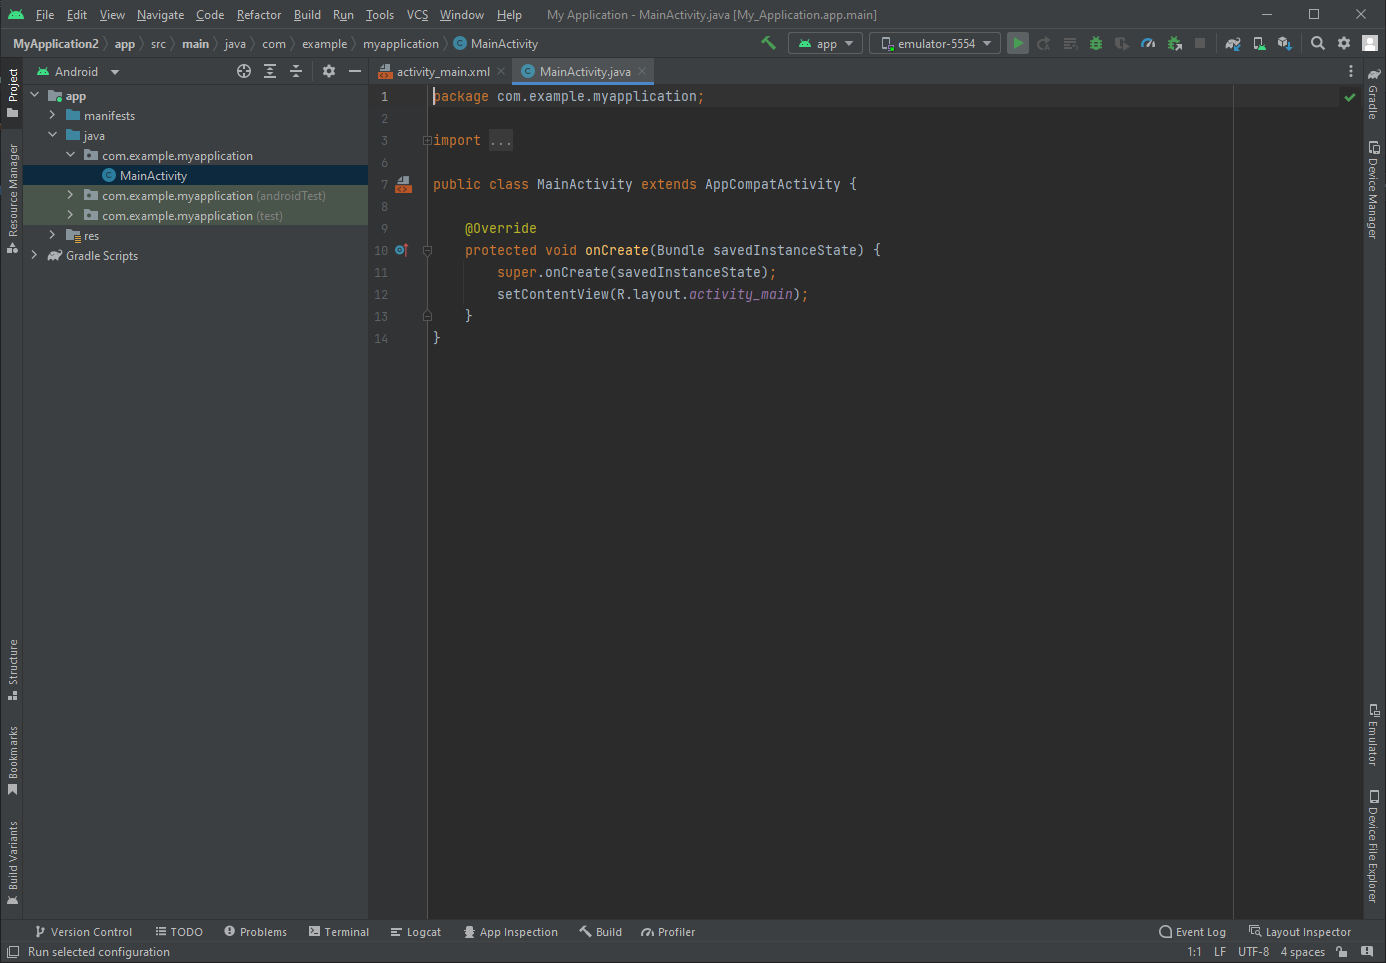 File Edit View Navigate Code Refactor Build Run Tools VCS Window Help My Application - MainActivity.java [My_Application.app.main]
MyApplication2 app src main java com example myapplication MainActivity app emulator-5554
Android
app
manifests
java
com.example.myapplication
MainActivity
com.example.myapplication (androidTest)
com.example.myapplication (test)
res
Gradle Scripts
Project
Resource Manager
Structure
Bookmarks
Build Variants
activity_main.xml MainActivity.java
1 package com.example.myapplication;
2
3 import ...
6
7 public class MainActivity extends AppCompatActivity {
8
9 @Override
10 protected void onCreate(Bundle savedInstanceState) {
11 super.onCreate(savedInstanceState);
12 setContentView(R.layout.activity_main);
13 }
14 }
Gradle
Device Manager
Emulator
Device File Explorer
Version Control TODO Problems Terminal Logcat App Inspection Build Profiler Event Log Layout Inspector
Run selected configuration 1:1 LF UTF-8 4 spaces